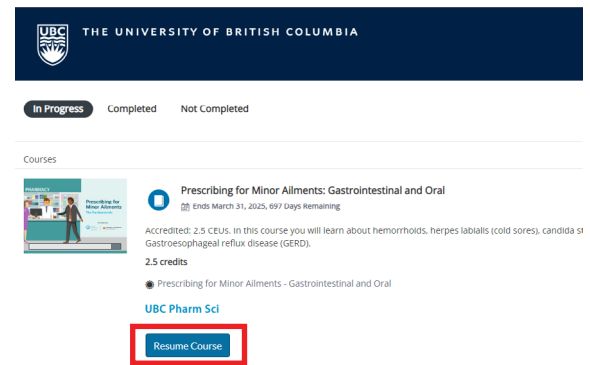 UBC
THE UNIVERSITY OF BRITISH COLUMBIA
In Progress Completed Not Completed
Courses
PHARMACY
Prescribing for
Minor Ailments
Prescribing for Minor Ailments: Gastrointestinal and Oral
Ends March 31, 2025, 697 Days Remaining
Accredited: 2.5 CEUs. In this course you will learn about hemorrhoids, herpes labialis (cold sores), candida st
Gastroesophageal reflux disease (GERD).
2.5 credits
Prescribing for Minor Ailments - Gastrointestinal and Oral
UBC Pharm Sci
Resume Course